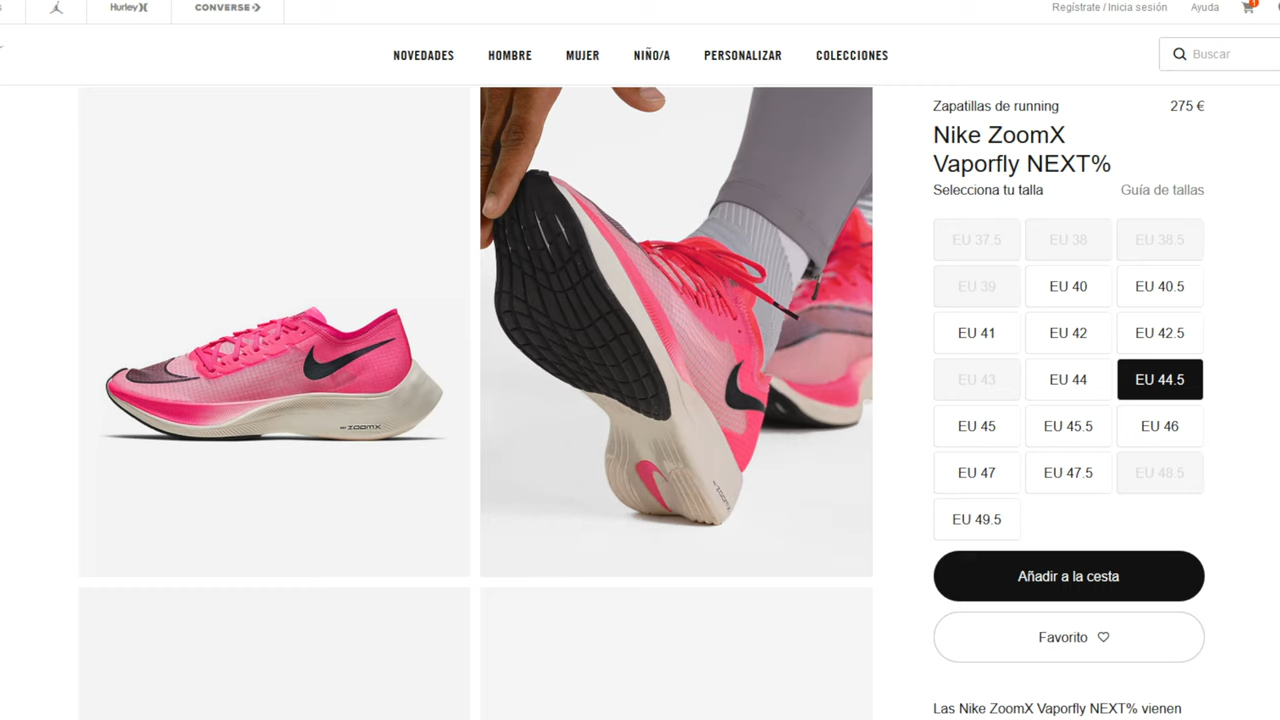 Hurley
CONVERSE
Regístrate / Inicia sesión
Ayuda
1
NOVEDADES
HOMBRE
MUJER
NIÑO/A
PERSONALIZAR
COLECCIONES
Buscar
Zapatillas de running
275 €
Nike ZoomX
Vaporfly NEXT%
Selecciona tu talla
Guía de tallas
EU 37.5
EU 38
EU 38.5
EU 39
EU 40
EU 40.5
EU 41
EU 42
EU 42.5
EU 43
EU 44
EU 44.5
EU 45
EU 45.5
EU 46
EU 47
EU 47.5
EU 48.5
EU 49.5
Añadir a la cesta
Favorito
Las Nike ZoomX Vaporfly NEXT% vienen
ZOOMX